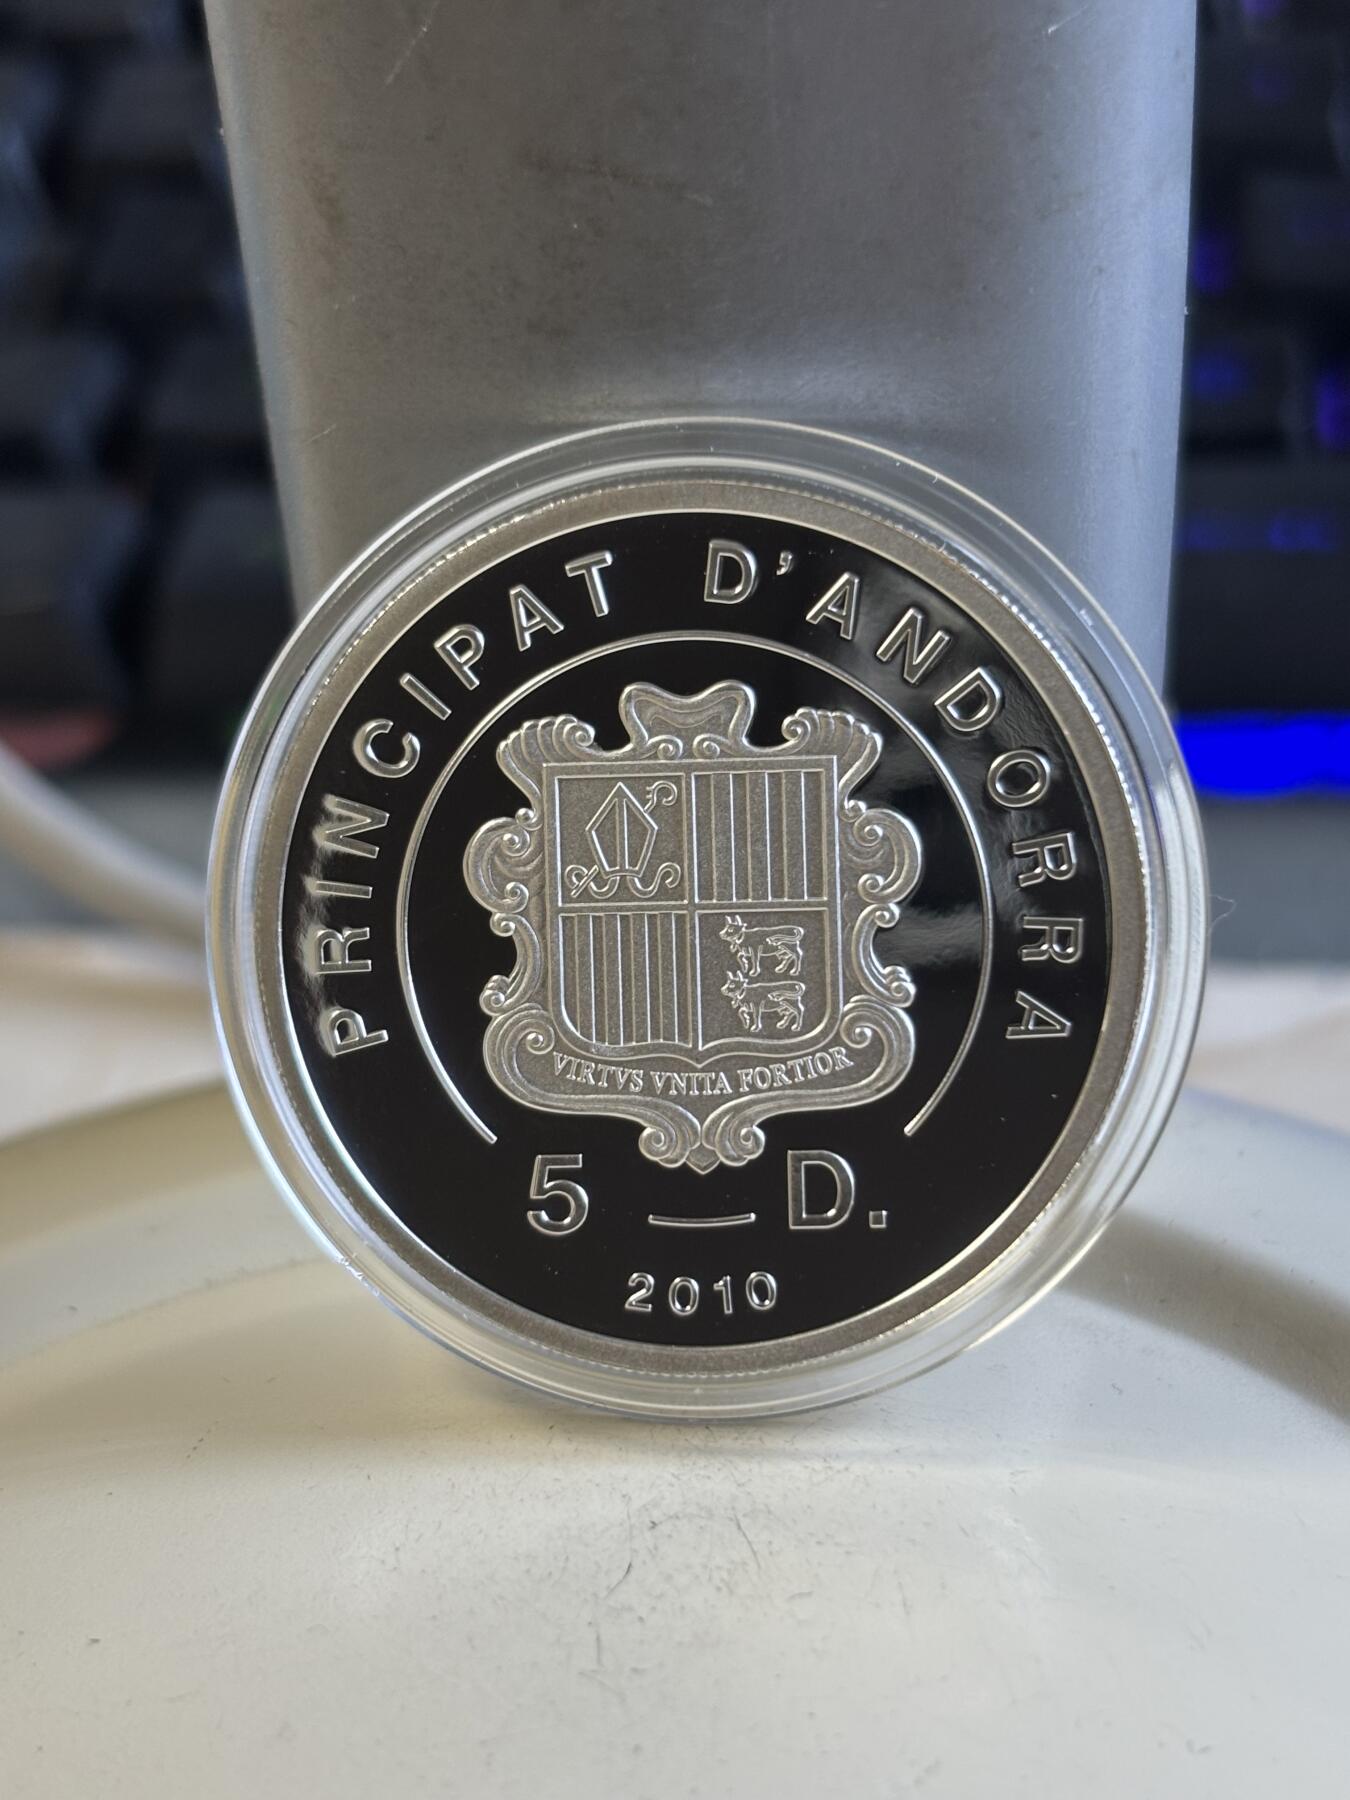 PRINCIPAT D'ANDORRA
VIRTVS VNITA FORTIOR
5 — D.
2010